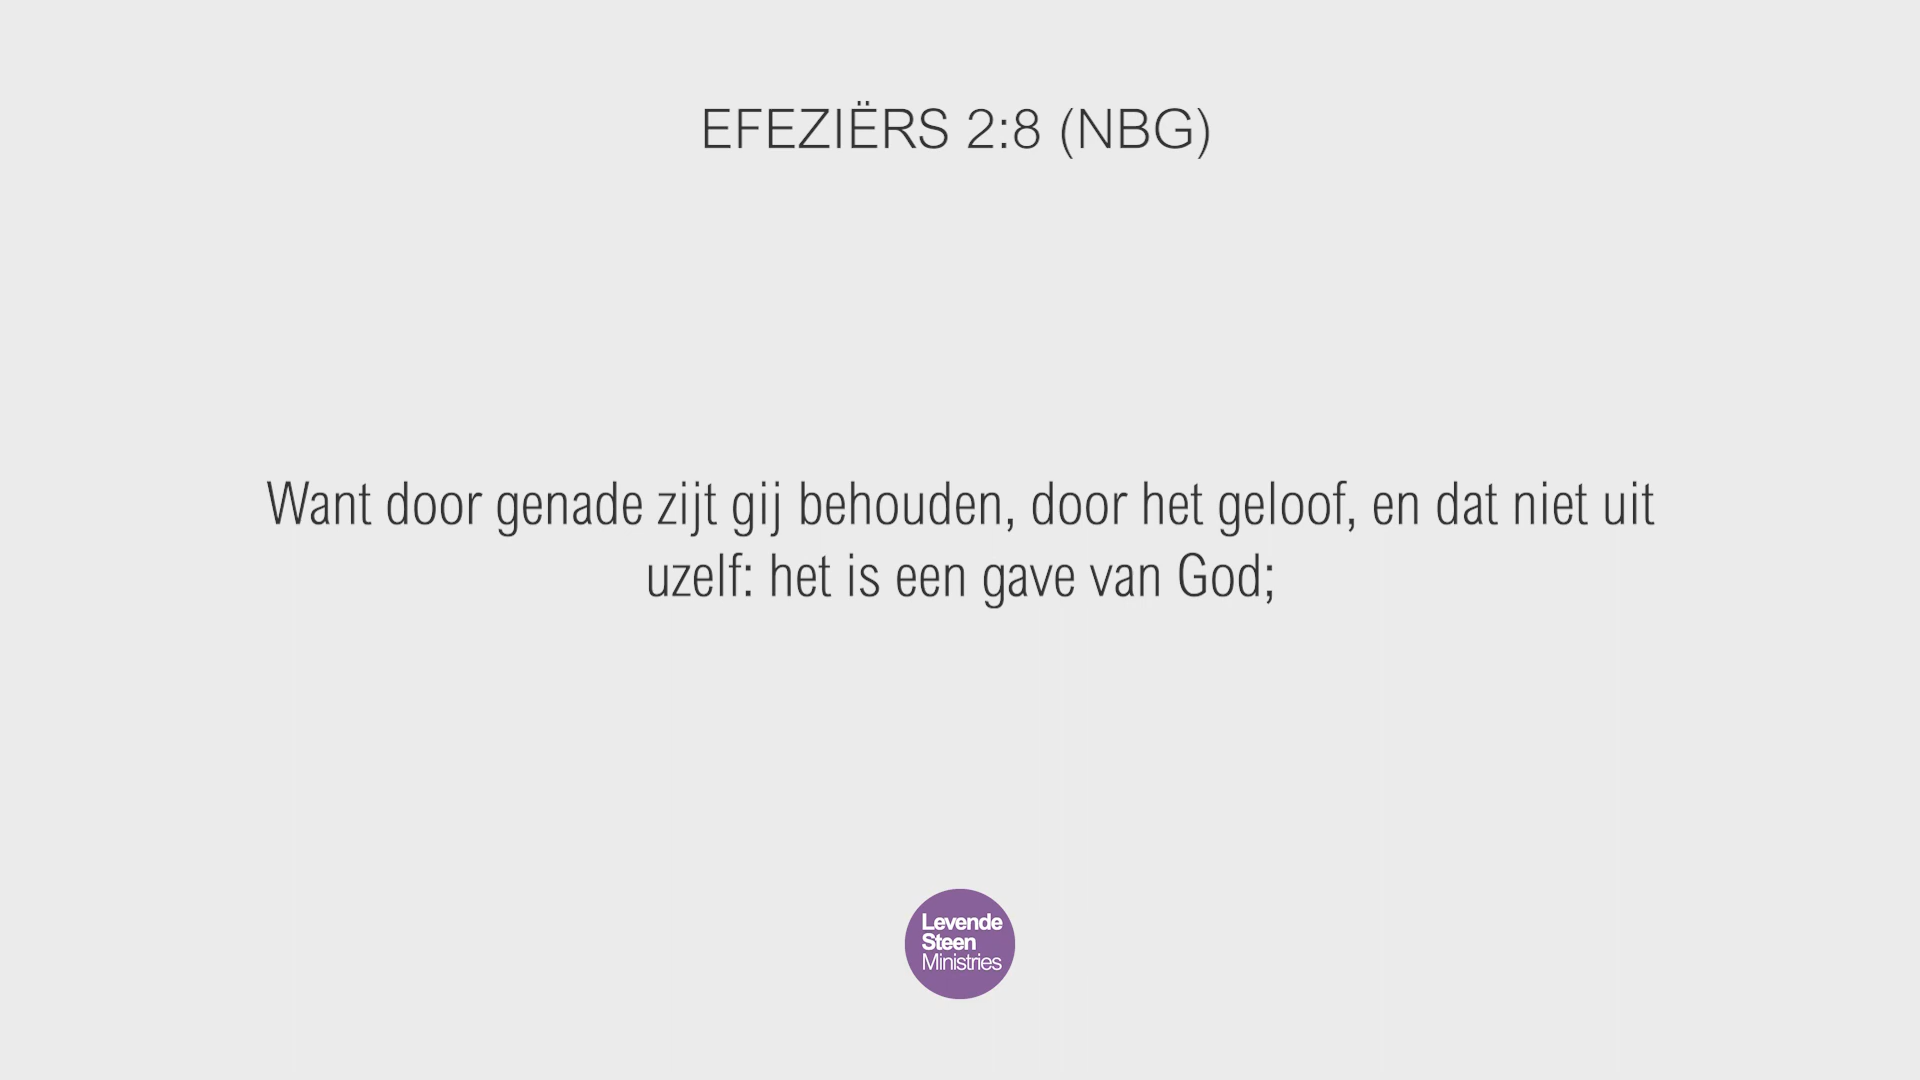 EFEZIËRS 2:8 (NBG)
Want door genade zijt gij behouden, door het geloof, en dat niet uit
uzelf: het is een gave van God;
Levende
Steen
Ministries